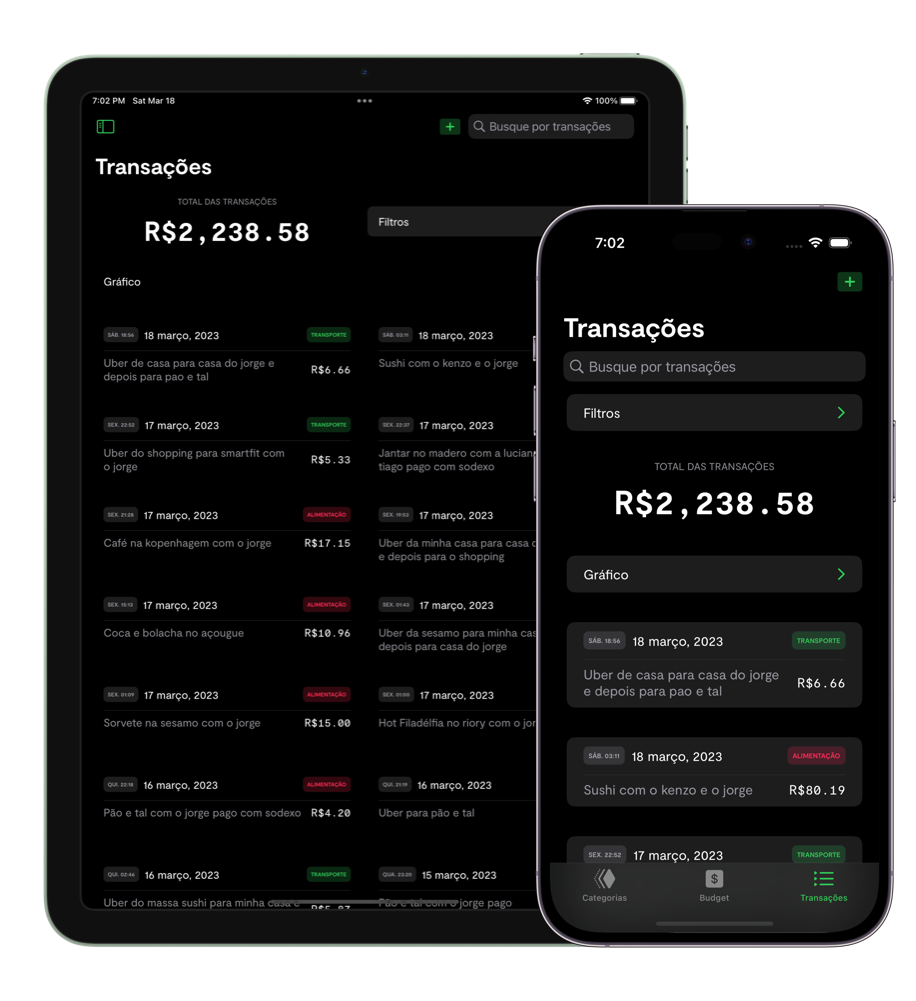 7:02 PM Sat Mar 18
100%
Busque por transações
Transações
TOTAL DAS TRANSAÇÕES
R$2,238.58
Filtros
Gráfico
SÁB. 18:56 18 março, 2023 TRANSPORTE
Uber de casa para casa do jorge e
depois para pao e tal
R$6.66
SÁB. 03:11 18 março, 2023
Sushi com o kenzo e o jorge
SEX. 22:52 17 março, 2023 TRANSPORTE
Uber do shopping para smartfit com
o jorge
R$5.33
SEX. 22:37 17 março, 2023
Jantar no madero com a
tiago pago com sodexo
SEX. 21:28 17 março, 2023 ALIMENTAÇÃO
Café na kopenhagem com o jorge R$17.15
SEX. 19:53 17 março, 2023
Uber da minha casa para casa
e depois para o shopping
SEX. 15:13 17 março, 2023 ALIMENTAÇÃO
Coca e bolacha no açougue R$10.96
SEX. 01:43 17 março, 2023
Uber da sesamo para minha
depois para casa do jorge
SEX. 01:09 17 março, 2023 ALIMENTAÇÃO
Sorvete na sesamo com o jorge R$15.00
SEX. 01:00 17 março, 2023
Hot Filadélfia no riory com o
QUI. 22:18 16 março, 2023 ALIMENTAÇÃO
Pão e tal com o jorge pago com sodexo R$4.20
QUI. 21:19 16 março, 2023
Uber para pão e tal
QUI. 02:46 16 março, 2023 TRANSPORTE
Uber do massa sushi para minha casa e
QUA. 23:20 15 março, 2023
Pão e tal com o jorge pago
7:02
Transações
Busque por transações
Filtros
TOTAL DAS TRANSAÇÕES
R$2,238.58
Gráfico
SÁB. 18:56 18 março, 2023 TRANSPORTE
Uber de casa para casa do jorge
e depois para pao e tal
R$6.66
SÁB. 03:11 18 março, 2023 ALIMENTAÇÃO
Sushi com o kenzo e o jorge R$80.19
SEX. 22:52 17 março, 2023 TRANSPORTE
Categorias
$
Budget
Transações